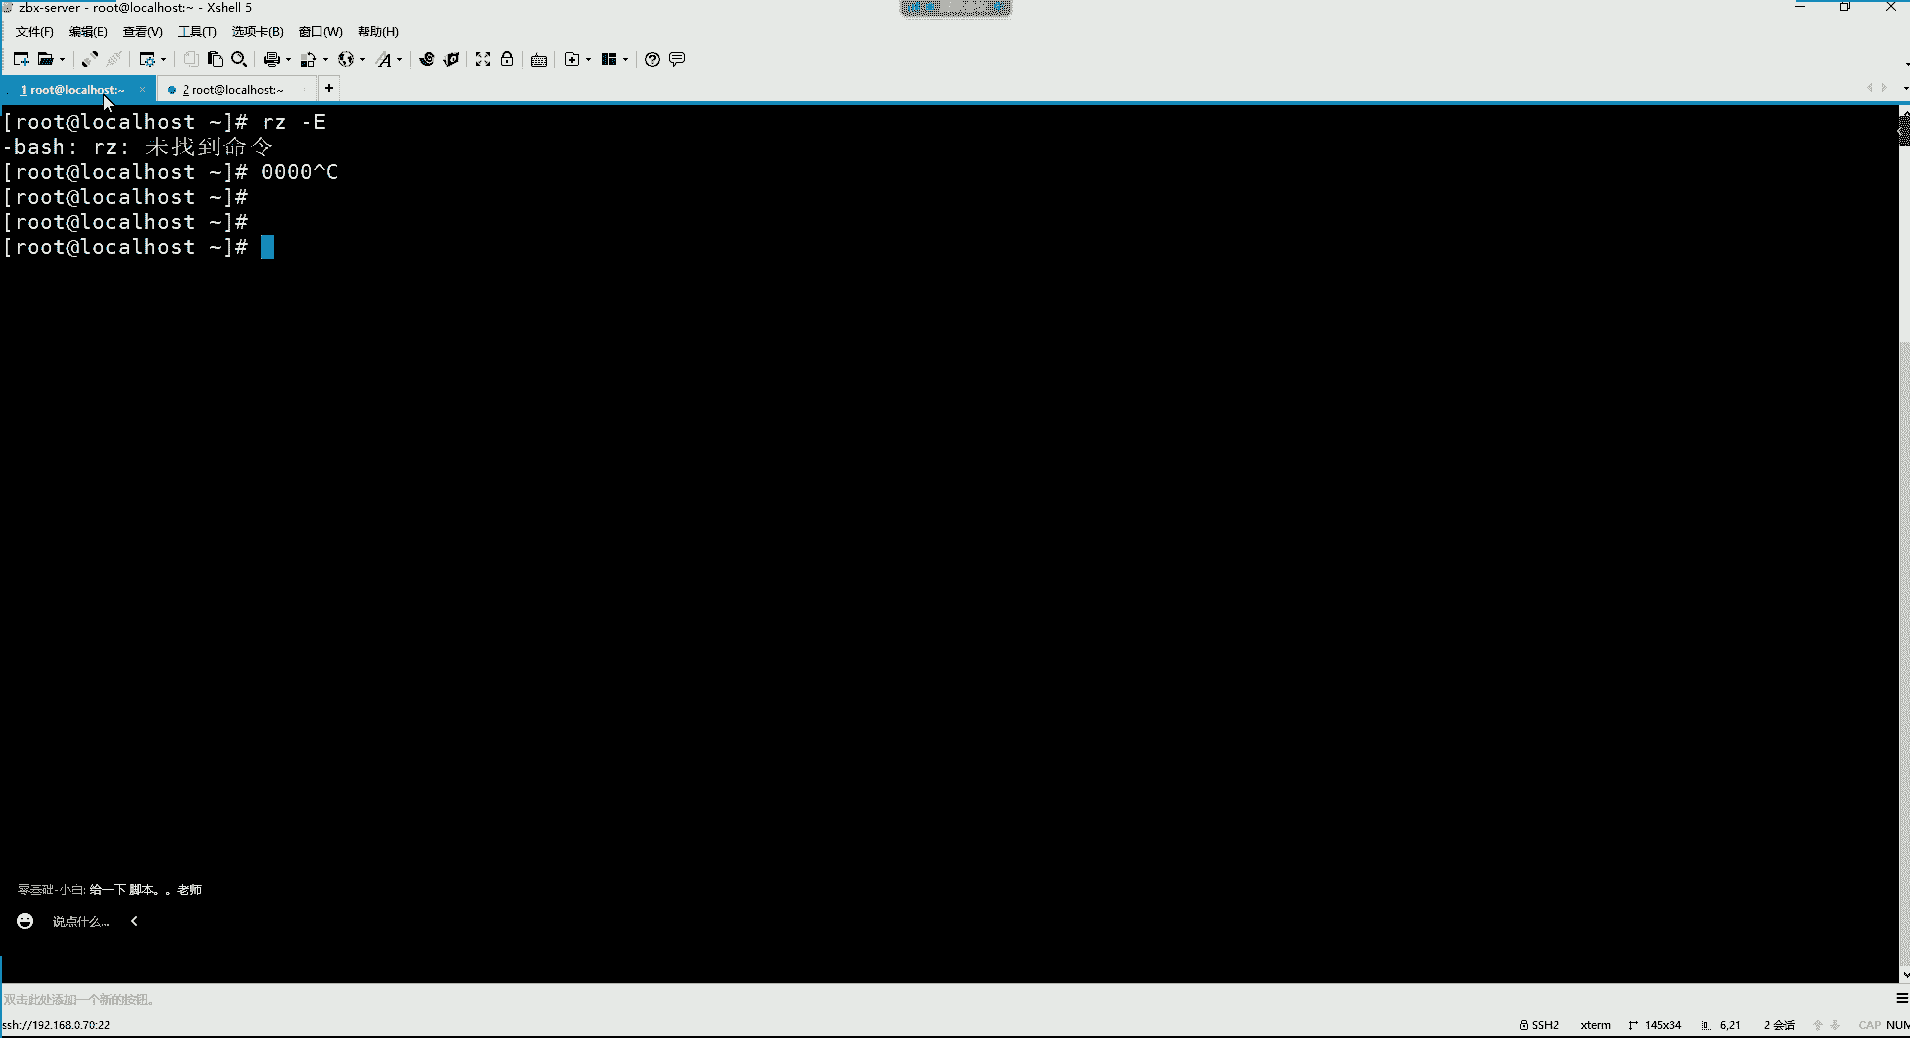 zbx-server - root@localhost:~ - Xshell 5
文件(F) 编辑(E) 查看(V) 工具(T) 选项卡(B) 窗口(W) 帮助(H)
1 root@localhost:~ × 2 root@localhost:~ +
[root@localhost ~]# rz -E
-bash: rz: 未找到命令
[root@localhost ~]# 0000^C
[root@localhost ~]#
[root@localhost ~]#
[root@localhost ~]#
零基础-小白: 给一下 脚本。。老师
说点什么...
双击此处添加一个新的按钮。
ssh://192.168.0.70:22 SSH2 xterm 145x34 6,21 2 会话 CAP NUM